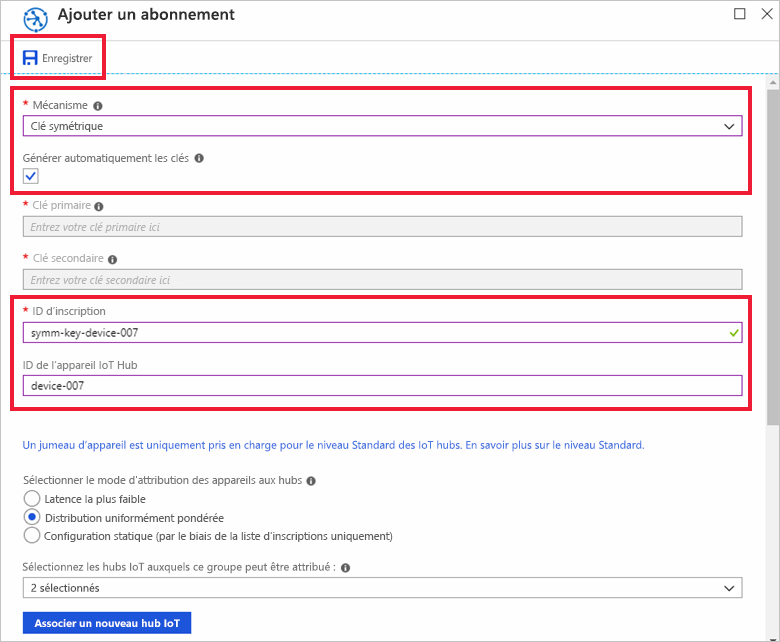 Ajouter un abonnement
Enregistrer
* Mécanisme
Clé symétrique
Générer automatiquement les clés
* Clé primaire
Entrez votre clé primaire ici
* Clé secondaire
Entrez votre clé secondaire ici
* ID d'inscription
symm-key-device-007
ID de l'appareil IoT Hub
device-007
Un jumeau d'appareil est uniquement pris en charge pour le niveau Standard des IoT hubs. En savoir plus sur le niveau Standard.
Sélectionner le mode d'attribution des appareils aux hubs
Latence la plus faible
Distribution uniformément pondérée
Configuration statique (par le biais de la liste d'inscriptions uniquement)
Sélectionnez les hubs IoT auxquels ce groupe peut être attribué :
2 sélectionnés
Associer un nouveau hub IoT